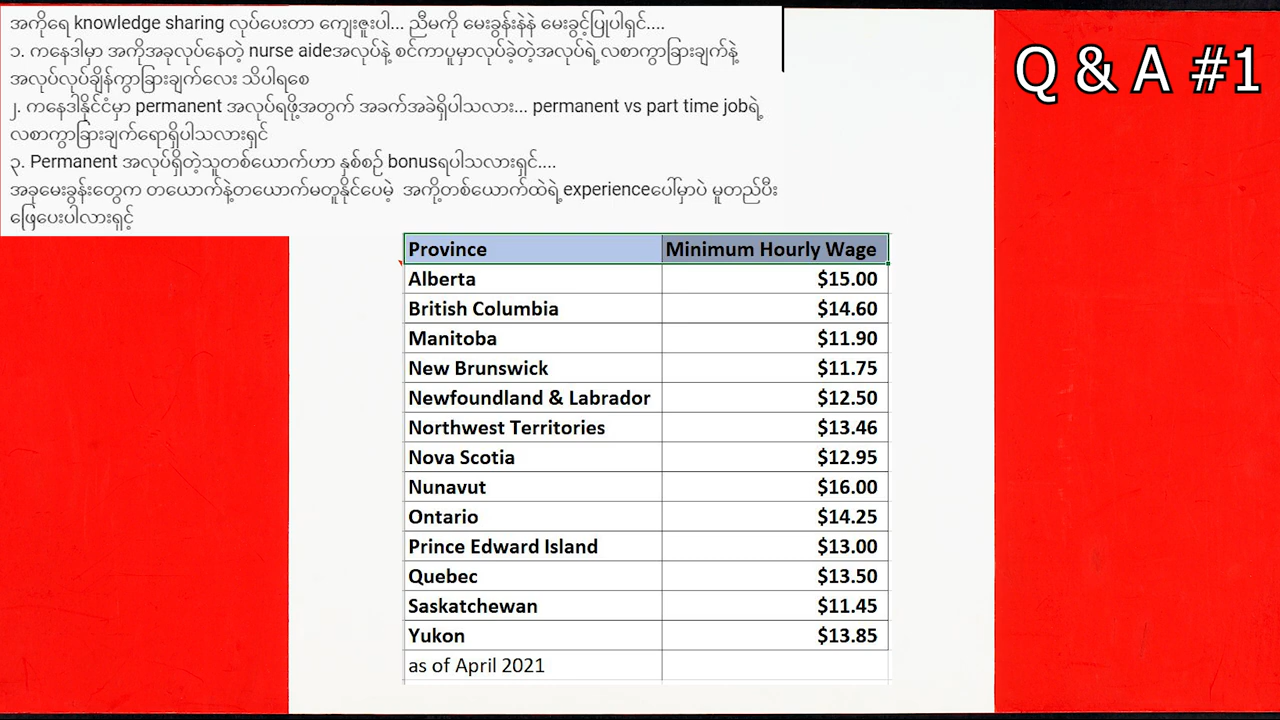 အကိုရေ knowledge sharing လုပ်ပေးတာ ကျေးဇူးပါ... ညီမကို မေးခွန်းနဲနဲ မေးခွင့်ပြုပါရှင်....
၁. ကနေဒါမှာ အကိုအခုလုပ်နေတဲ့ nurse aideအလုပ်နဲ့ စင်ကာပူမှာလုပ်ခဲ့တဲ့အလုပ်ရဲ့ လစာကွာခြားချက်နဲ့
အလုပ်လုပ်ချိန်ကွာခြားချက်လေး သိပါရစေ
၂. ကနေဒါနိုင်ငံမှာ permanent အလုပ်ရဖို့အတွက် အခက်အခဲရှိပါသလား... permanent vs part time jobရဲ့
လစာကွာခြားချက်ရောရှိပါသလားရှင်
၃. Permanent အလုပ်ရှိတဲ့သူတစ်ယောက်ဟာ နှစ်စဉ် bonusရပါသလားရှင်....
အခုမေးခွန်းတွေက တယောက်နဲ့တယောက်မတူနိုင်ပေမဲ့ အကို့တစ်ယောက်ထဲရဲ့ experienceပေါ်မှာပဲ မူတည်ပီး
ဖြေပေးပါလားရှင့်
Q & A #1
Province Minimum Hourly Wage
Alberta $15.00
British Columbia $14.60
Manitoba $11.90
New Brunswick $11.75
Newfoundland & Labrador $12.50
Northwest Territories $13.46
Nova Scotia $12.95
Nunavut $16.00
Ontario $14.25
Prince Edward Island $13.00
Quebec $13.50
Saskatchewan $11.45
Yukon $13.85
as of April 2021